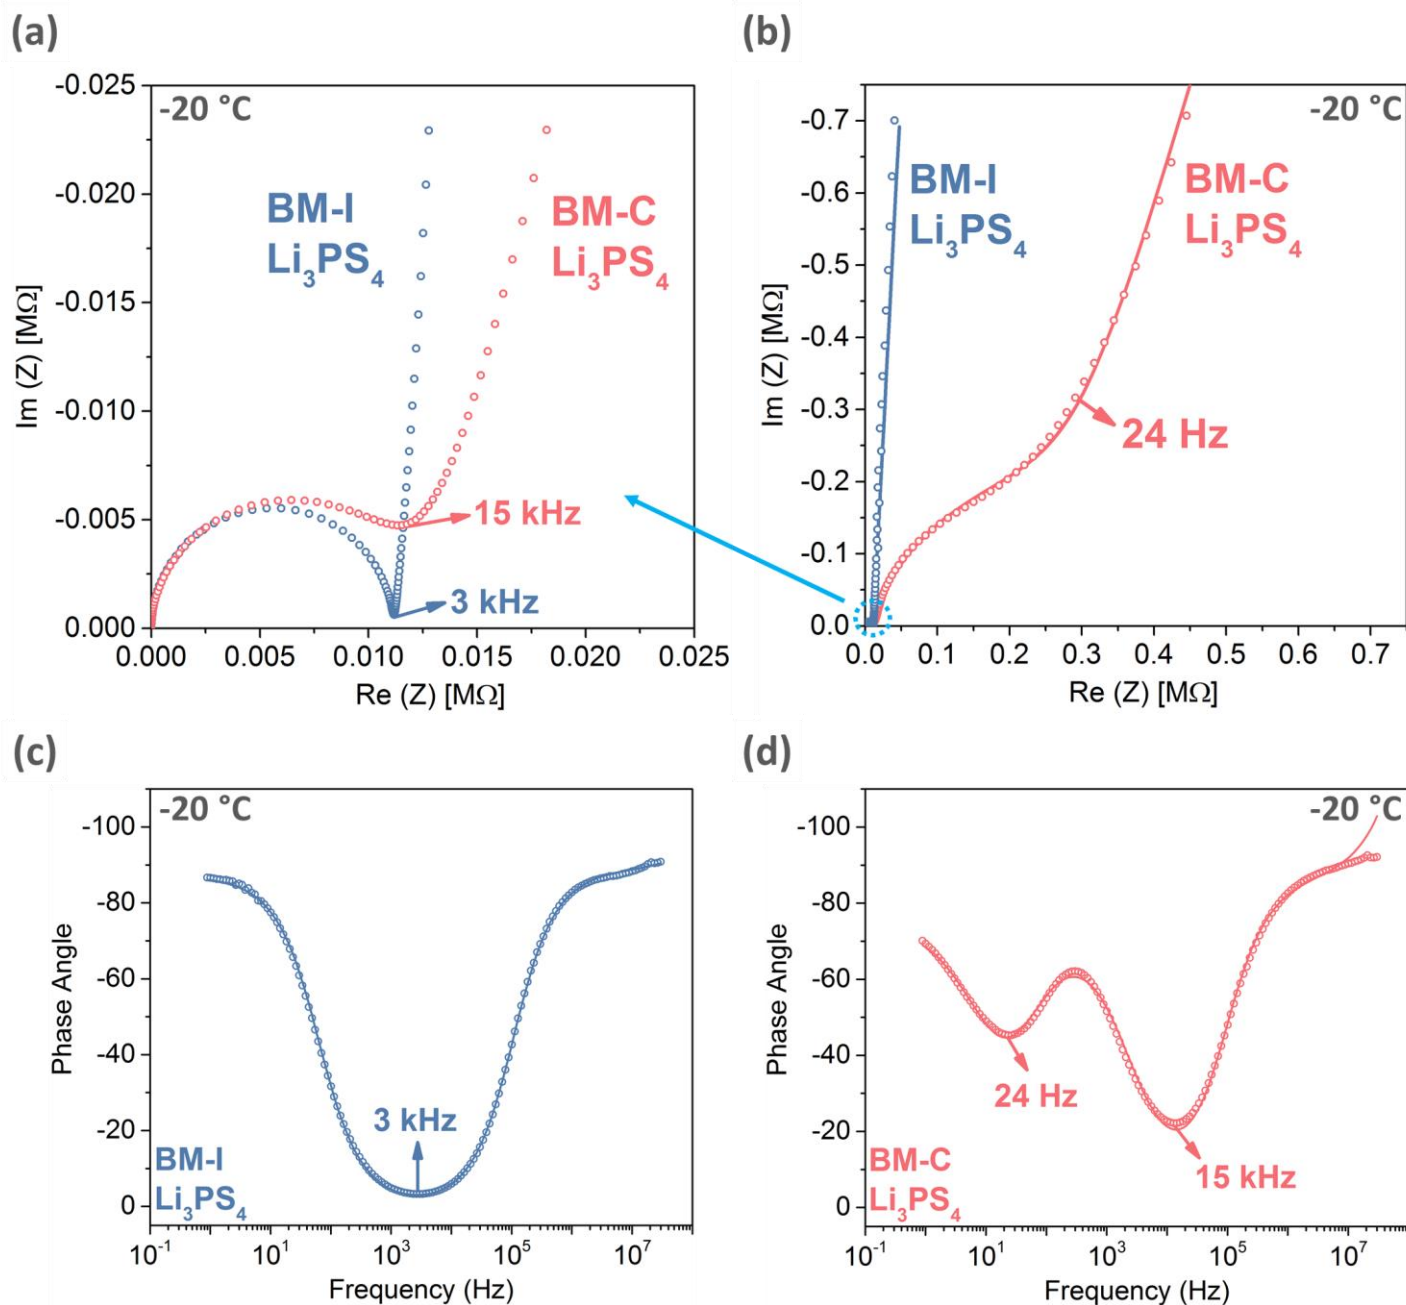 (a)
-20 °C
-0.025
-0.020
-0.015
-0.010
-0.005
0.000
Im (Z) [MΩ]
BM-I
Li₃PS₄
BM-C
Li₃PS₄
15 kHz
3 kHz
0.000 0.005 0.010 0.015 0.020 0.025
Re (Z) [MΩ]
(b)
-20 °C
-0.7
-0.6
-0.5
-0.4
-0.3
-0.2
-0.1
0.0
Im (Z) [MΩ]
BM-I
Li₃PS₄
BM-C
Li₃PS₄
24 Hz
0.0 0.1 0.2 0.3 0.4 0.5 0.6 0.7
Re (Z) [MΩ]
(c)
-20 °C
-100
-80
-60
-40
-20
0
Phase Angle
3 kHz
BM-I
Li₃PS₄
10⁻¹ 10¹ 10³ 10⁵ 10⁷
Frequency (Hz)
(d)
-20 °C
-100
-80
-60
-40
-20
0
Phase Angle
24 Hz
15 kHz
BM-C
Li₃PS₄
10⁻¹ 10¹ 10³ 10⁵ 10⁷
Frequency (Hz)